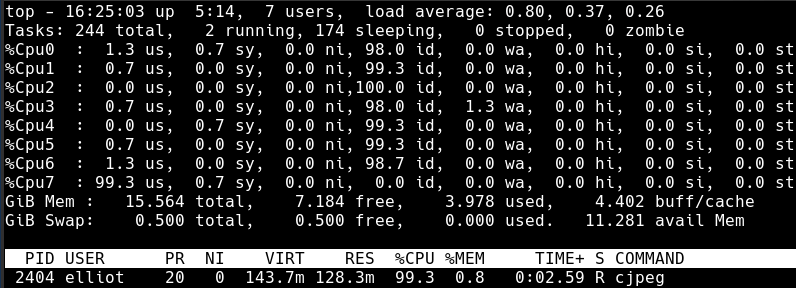 top - 16:25:03 up  5:14,  7 users,  load average: 0.80, 0.37, 0.26
Tasks: 244 total,   2 running, 174 sleeping,   0 stopped,   0 zombie
%Cpu0  :  1.3 us,  0.7 sy,  0.0 ni, 98.0 id,  0.0 wa,  0.0 hi,  0.0 si,  0.0 st
%Cpu1  :  0.7 us,  0.0 sy,  0.0 ni, 99.3 id,  0.0 wa,  0.0 hi,  0.0 si,  0.0 st
%Cpu2  :  0.0 us,  0.0 sy,  0.0 ni,100.0 id,  0.0 wa,  0.0 hi,  0.0 si,  0.0 st
%Cpu3  :  0.7 us,  0.0 sy,  0.0 ni, 98.0 id,  1.3 wa,  0.0 hi,  0.0 si,  0.0 st
%Cpu4  :  0.0 us,  0.7 sy,  0.0 ni, 99.3 id,  0.0 wa,  0.0 hi,  0.0 si,  0.0 st
%Cpu5  :  0.7 us,  0.0 sy,  0.0 ni, 99.3 id,  0.0 wa,  0.0 hi,  0.0 si,  0.0 st
%Cpu6  :  1.3 us,  0.0 sy,  0.0 ni, 98.7 id,  0.0 wa,  0.0 hi,  0.0 si,  0.0 st
%Cpu7  : 99.3 us,  0.7 sy,  0.0 ni,  0.0 id,  0.0 wa,  0.0 hi,  0.0 si,  0.0 st
GiB Mem :   15.564 total,    7.184 free,    3.978 used,    4.402 buff/cache
GiB Swap:    0.500 total,    0.500 free,    0.000 used.   11.281 avail Mem
  PID USER      PR  NI    VIRT    RES  %CPU %MEM     TIME+ S COMMAND
 2404 elliot    20   0  143.7m 128.3m  99.3  0.8   0:02.59 R cjpeg